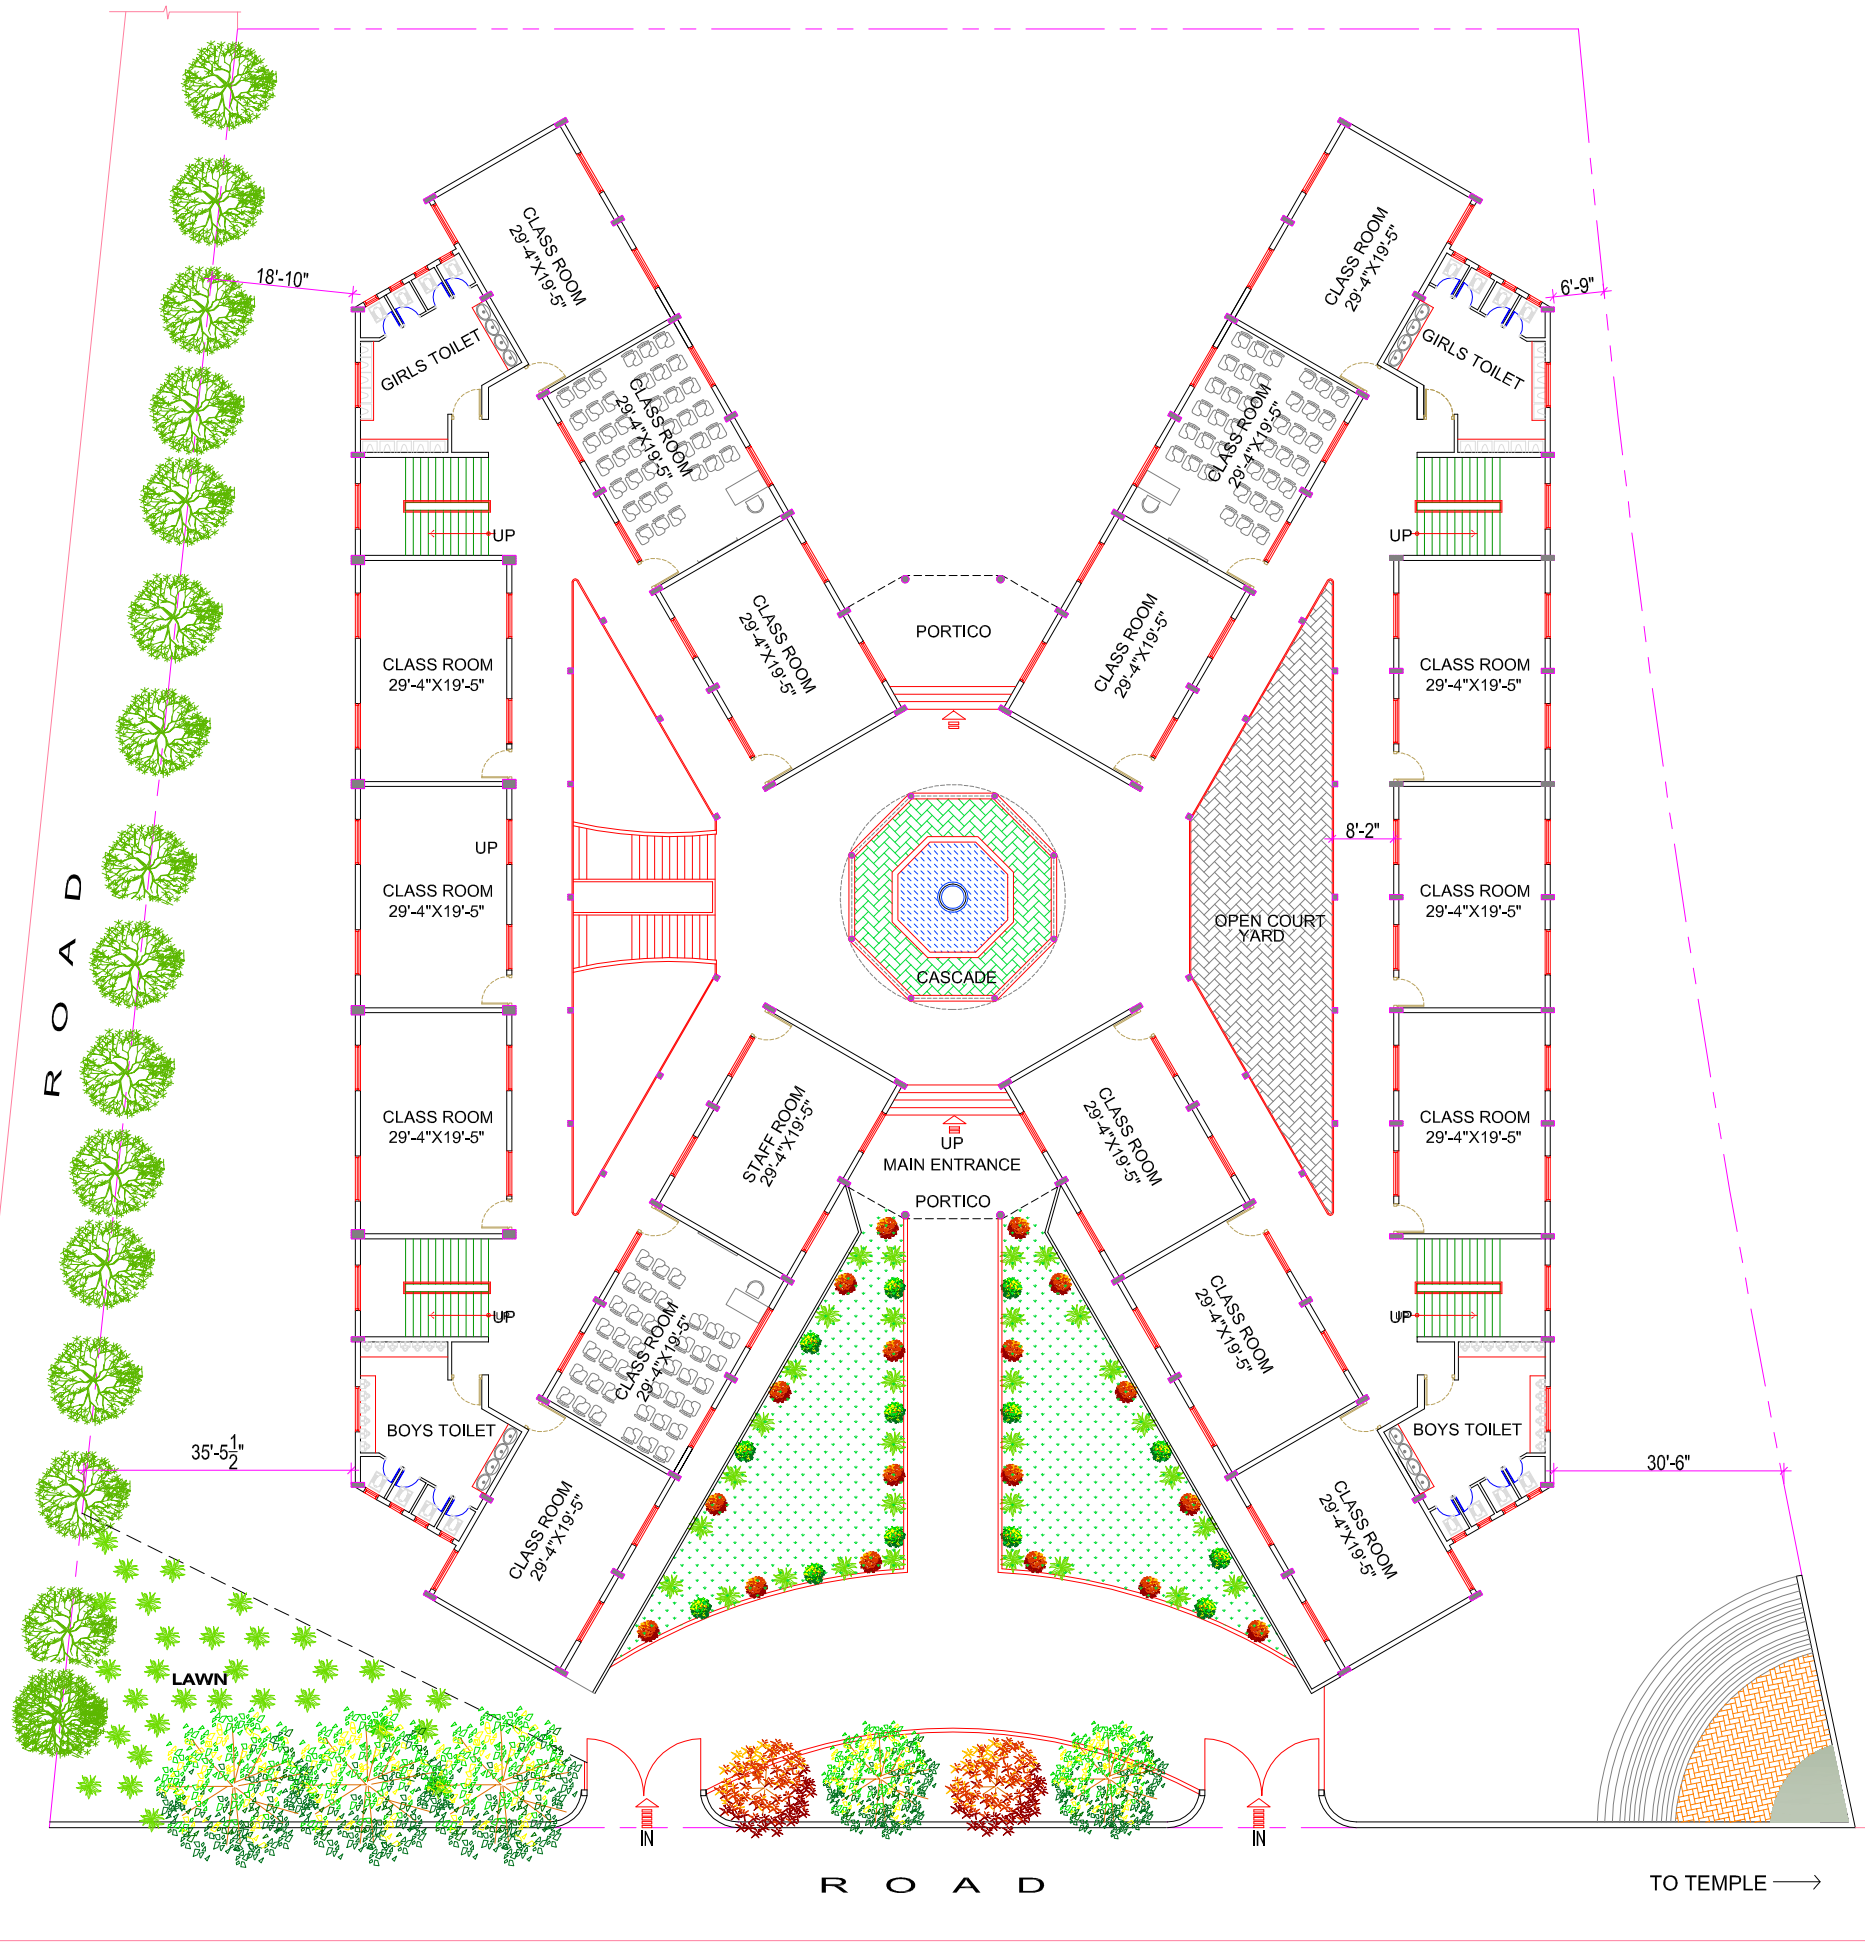 18'-10"
6'-9"
CLASS ROOM
29'-4"X19'-5"
CLASS ROOM
29'-4"X19'-5"
GIRLS TOILET
GIRLS TOILET
CLASS ROOM
29'-4"X19'-5"
CLASS ROOM
29'-4"X19'-5"
UP
UP
CLASS ROOM
29'-4"X19'-5"
PORTICO
CLASS ROOM
29'-4"X19'-5"
CLASS ROOM
29'-4"X19'-5"
CLASS ROOM
29'-4"X19'-5"
8'-2"
UP
CLASS ROOM
29'-4"X19'-5"
CLASS ROOM
29'-4"X19'-5"
OPEN COURT
YARD
CASCADE
ROAD
CLASS ROOM
29'-4"X19'-5"
STAFF ROOM
29'-4"X19'-5"
UP
MAIN ENTRANCE
PORTICO
CLASS ROOM
29'-4"X19'-5"
CLASS ROOM
29'-4"X19'-5"
UP
UP
CLASS ROOM
29'-4"X19'-5"
CLASS ROOM
29'-4"X19'-5"
BOYS TOILET
BOYS TOILET
35'-5 1/2"
30'-6"
CLASS ROOM
29'-4"X19'-5"
CLASS ROOM
29'-4"X19'-5"
LAWN
IN
IN
ROAD
TO TEMPLE